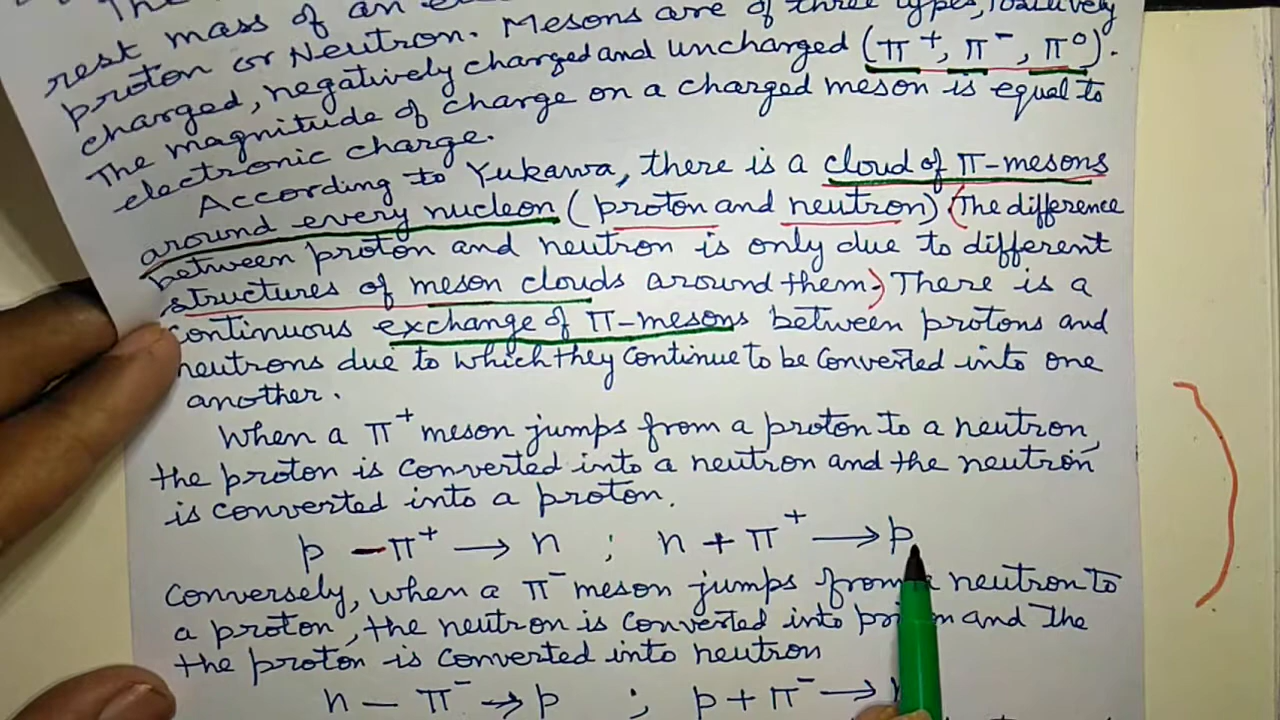 The
rest mass of an
proton or Neutron. Mesons are of three types, Positively
charged, negatively charged and uncharged (π⁺, π⁻, π⁰).
The magnitude of charge on a charged meson is equal to
electronic charge.
According to Yukawa, there is a cloud of π-mesons
around every nucleon (proton and neutron) (The difference
between proton and neutron is only due to different
structures of meson clouds around them.) There is a
continuous exchange of π-mesons between protons and
neutrons due to which they continue to be converted into one
another.
When a π⁺ meson jumps from a proton to a neutron,
the proton is converted into a neutron and the neutron
is converted into a proton.
p − π⁺ → n ; n + π⁺ → p
Conversely, when a π⁻ meson jumps from a neutron to
a proton, the neutron is converted into and the
the proton is converted into neutron
n − π⁻ → p ; p + π⁻ →